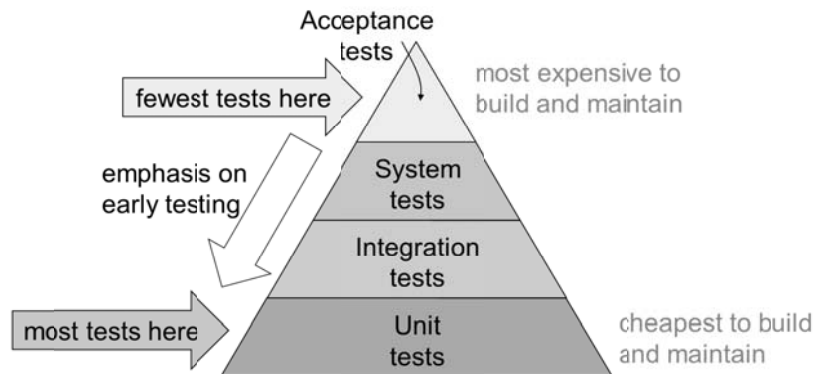 Acceptance
tests
most expensive to
build and maintain
fewest tests here
emphasis on
early testing
System
tests
Integration
tests
most tests here
Unit
tests
cheapest to build
and maintain